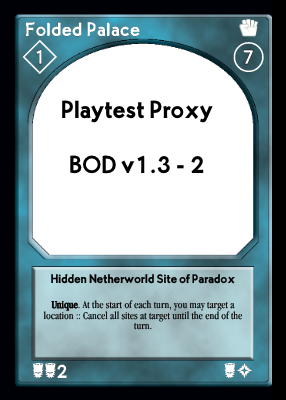 Folded Palace
1
7
Playtest Proxy
BOD v1.3 - 2
Hidden Netherworld Site of Paradox
Unique. At the start of each turn, you may target a
location :: Cancel all sites at target until the end of the
turn.
2